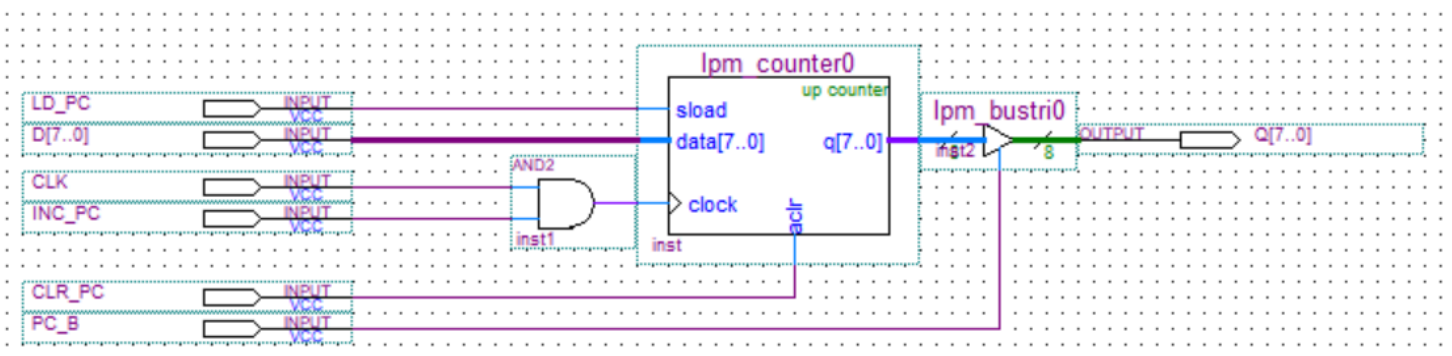 lpm_counter0
up counter
LD_PC INPUT VCC
sload
lpm_bustri0
D[7..0] INPUT VCC
data[7..0] q[7..0]
inst2 8 8
OUTPUT Q[7..0]
AND2
CLK INPUT VCC
INC_PC INPUT VCC
inst1
clock
aclr
inst
CLR_PC INPUT VCC
PC_B INPUT VCC